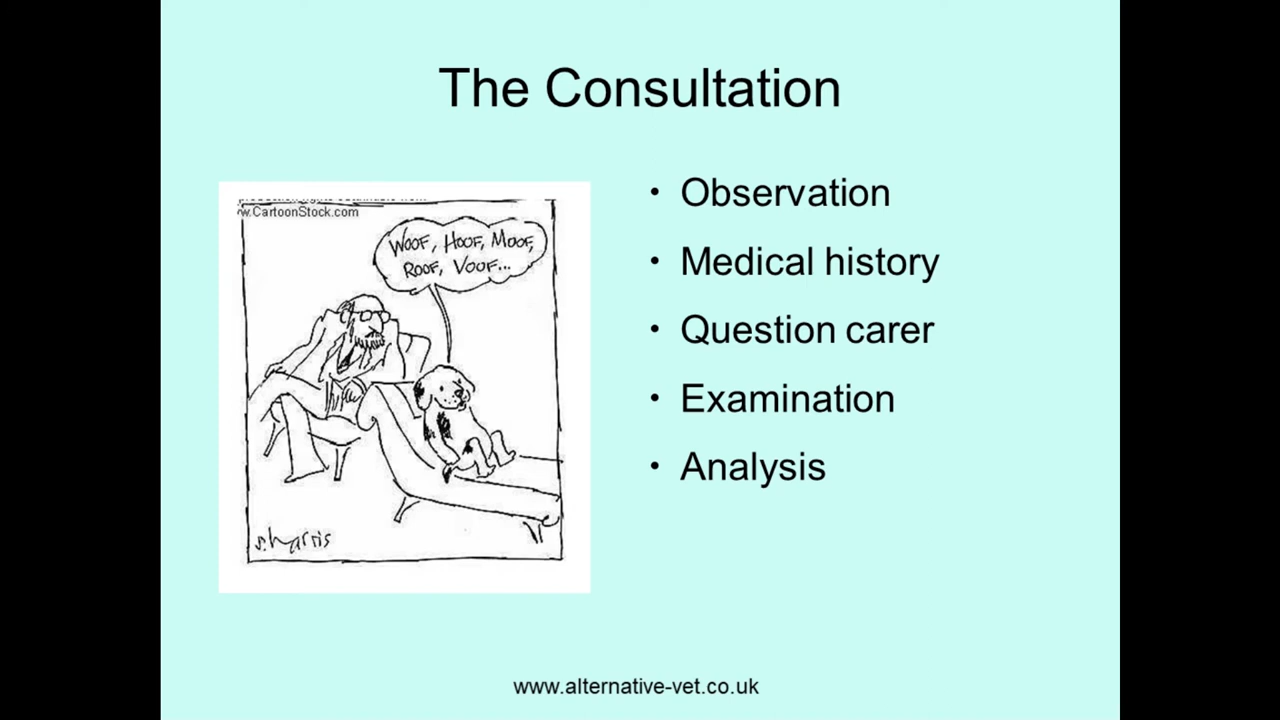 The Consultation
w.CartoonStock.com
WOOF, HOOF, MOOF,
ROOF, VOOF...
s.harris
• Observation
• Medical history
• Question carer
• Examination
• Analysis
www.alternative-vet.co.uk